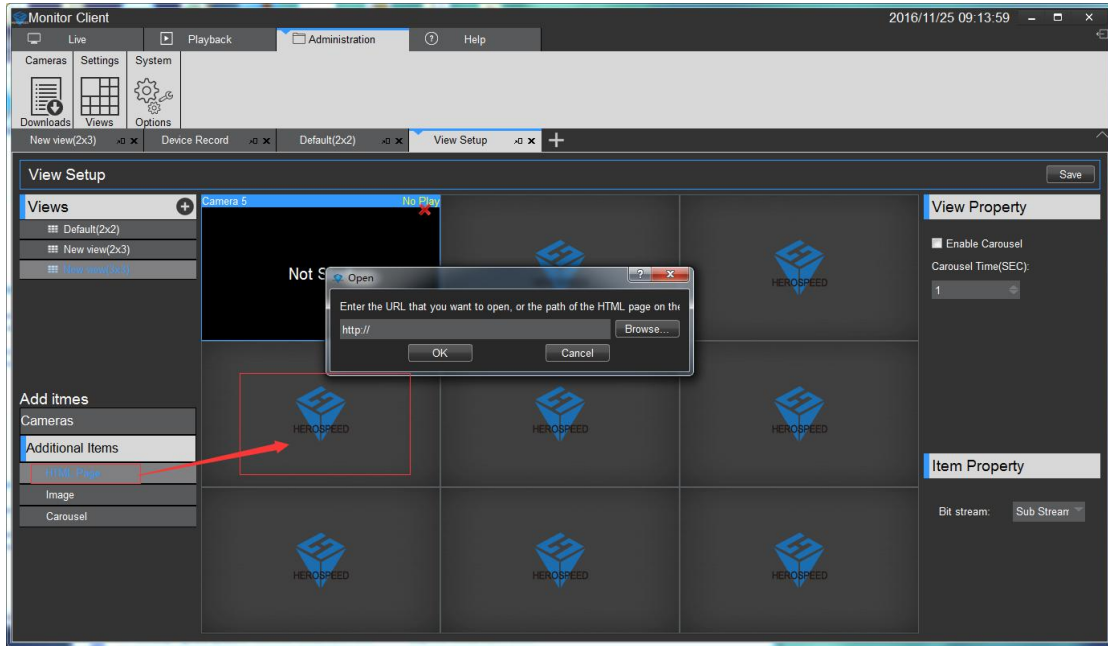 Monitor Client
2016/11/25 09:13:59
Live
Playback
Administration
Help
Cameras
Settings
System
Downloads
Views
Options
New view(2x3)
Device Record
Default(2x2)
View Setup
View Setup
Save
Views
Default(2x2)
New view(2x3)
New view(3x3)
Add itmes
Cameras
Additional Items
HTML Page
Image
Carousel
Camera 5
No Play
Not S
HEROSPEED
HEROSPEED
HEROSPEED
HEROSPEED
HEROSPEED
HEROSPEED
HEROSPEED
Open
Enter the URL that you want to open, or the path of the HTML page on the
http://
Browse...
OK
Cancel
View Property
Enable Carousel
Carousel Time(SEC):
1
Item Property
Bit stream:
Sub Stream